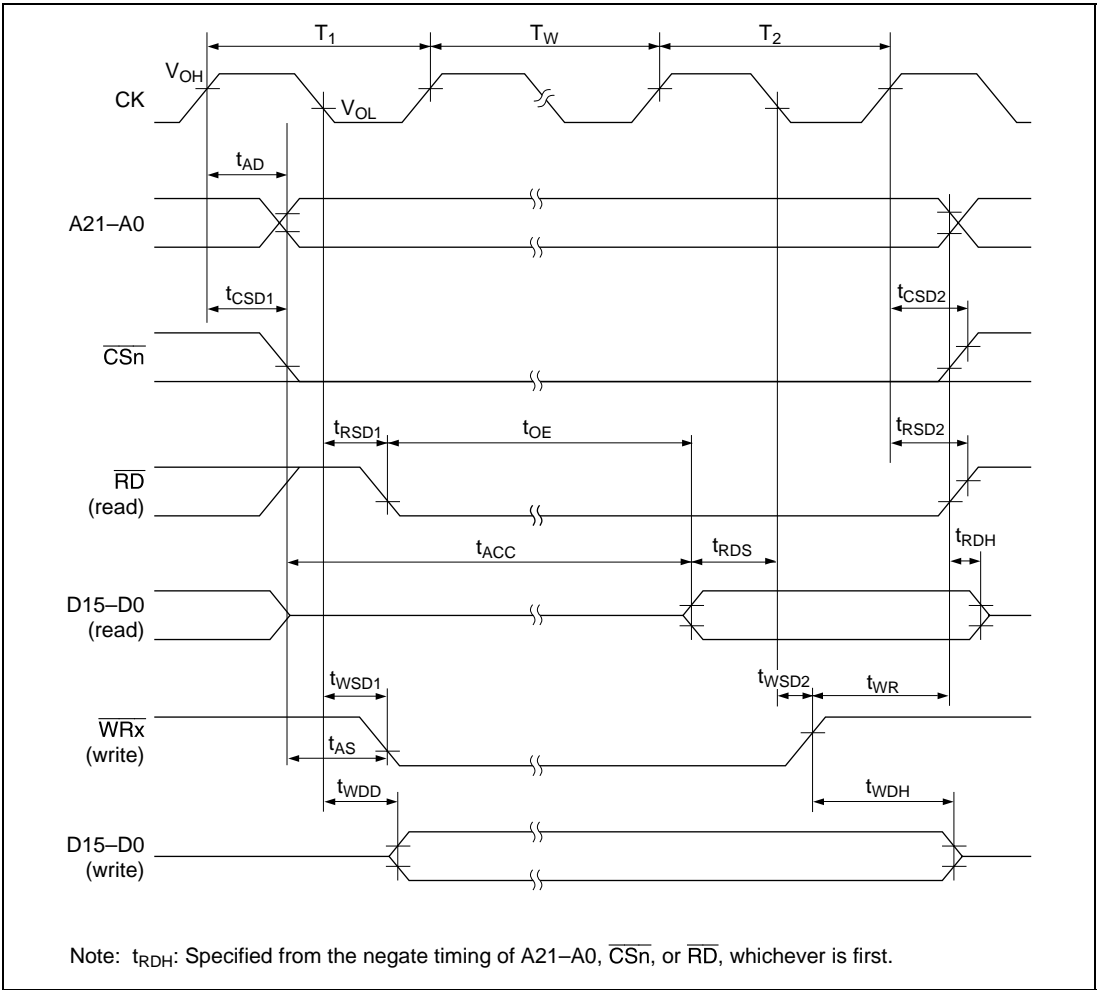 T1 TW T2
VOH
CK
VOL
tAD
A21–A0
tCSD1 tCSD2
CSn
tRSD1 tOE tRSD2
RD
(read)
tACC tRDS tRDH
D15–D0
(read)
tWSD1 tWSD2 tWR
WRx
(write)
tAS
tWDD tWDH
D15–D0
(write)
Note: tRDH: Specified from the negate timing of A21–A0, CSn, or RD, whichever is first.